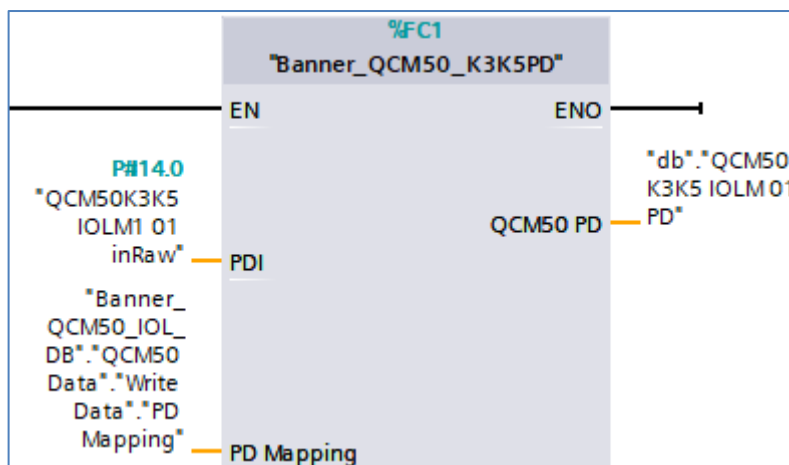 %FC1
"Banner_QCM50_K3K5PD"
EN
ENO
P#I14.0
"QCM50K3K5
IOLM1 01
inRaw"
PDI
"db"."QCM50
K3K5 IOLM 01
PD"
QCM50 PD
"Banner_
QCM50_IOL_
DB"."QCM50
Data"."Write
Data"."PD
Mapping"
PD Mapping